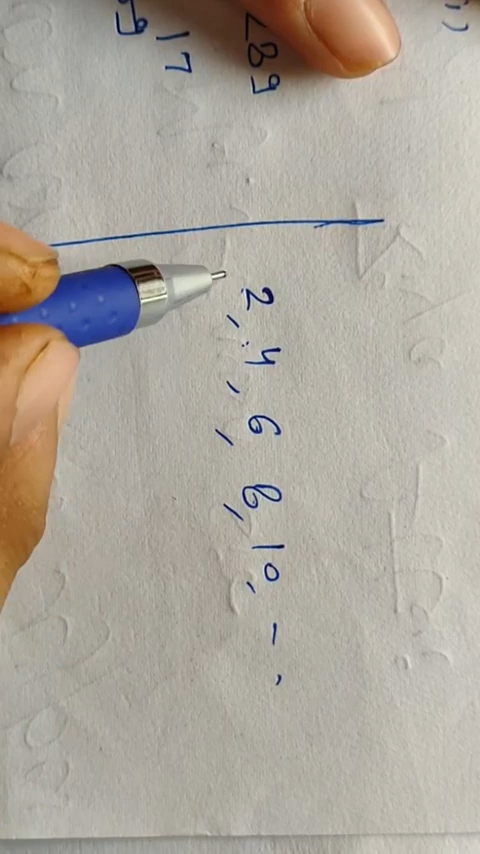 289
17
2, 4, 6, 8, 10, - .